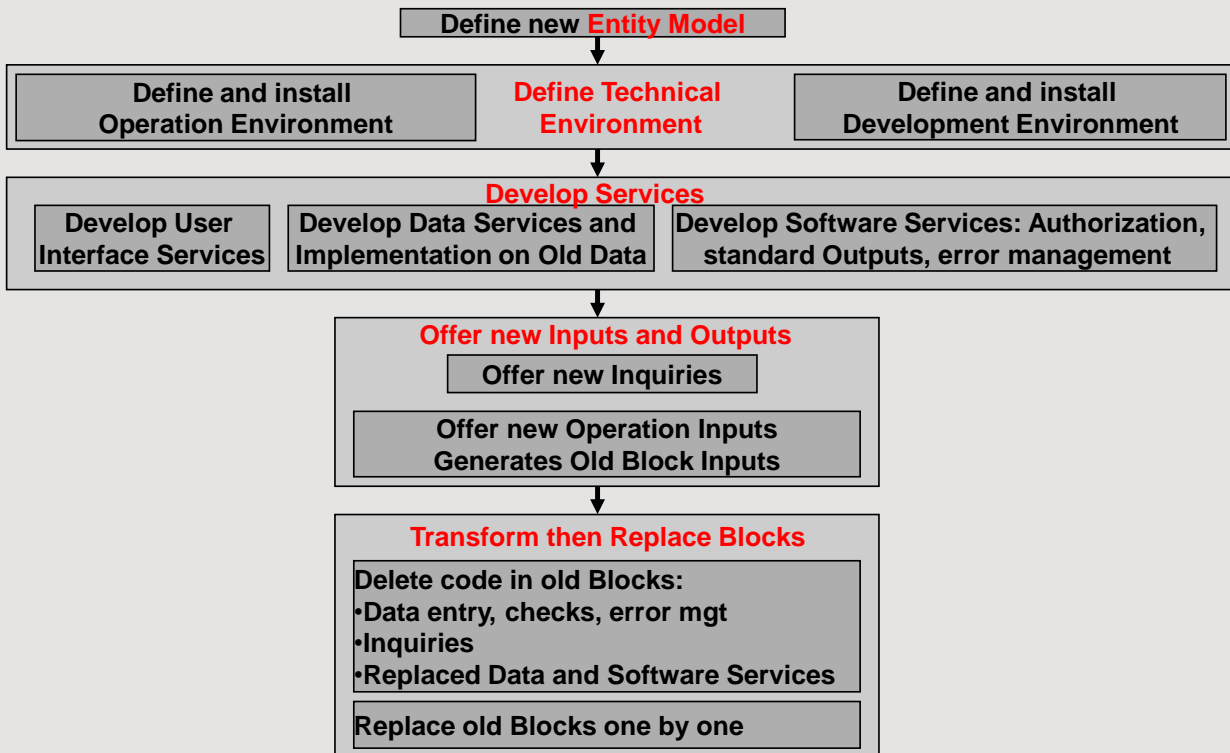 Define new Entity Model
Define and install
Operation Environment
Define Technical
Environment
Define and install
Development Environment
Develop Services
Develop User
Interface Services
Develop Data Services and
Implementation on Old Data
Develop Software Services: Authorization,
standard Outputs, error management
Offer new Inputs and Outputs
Offer new Inquiries
Offer new Operation Inputs
Generates Old Block Inputs
Transform then Replace Blocks
Delete code in old Blocks:
•Data entry, checks, error mgt
•Inquiries
•Replaced Data and Software Services
Replace old Blocks one by one